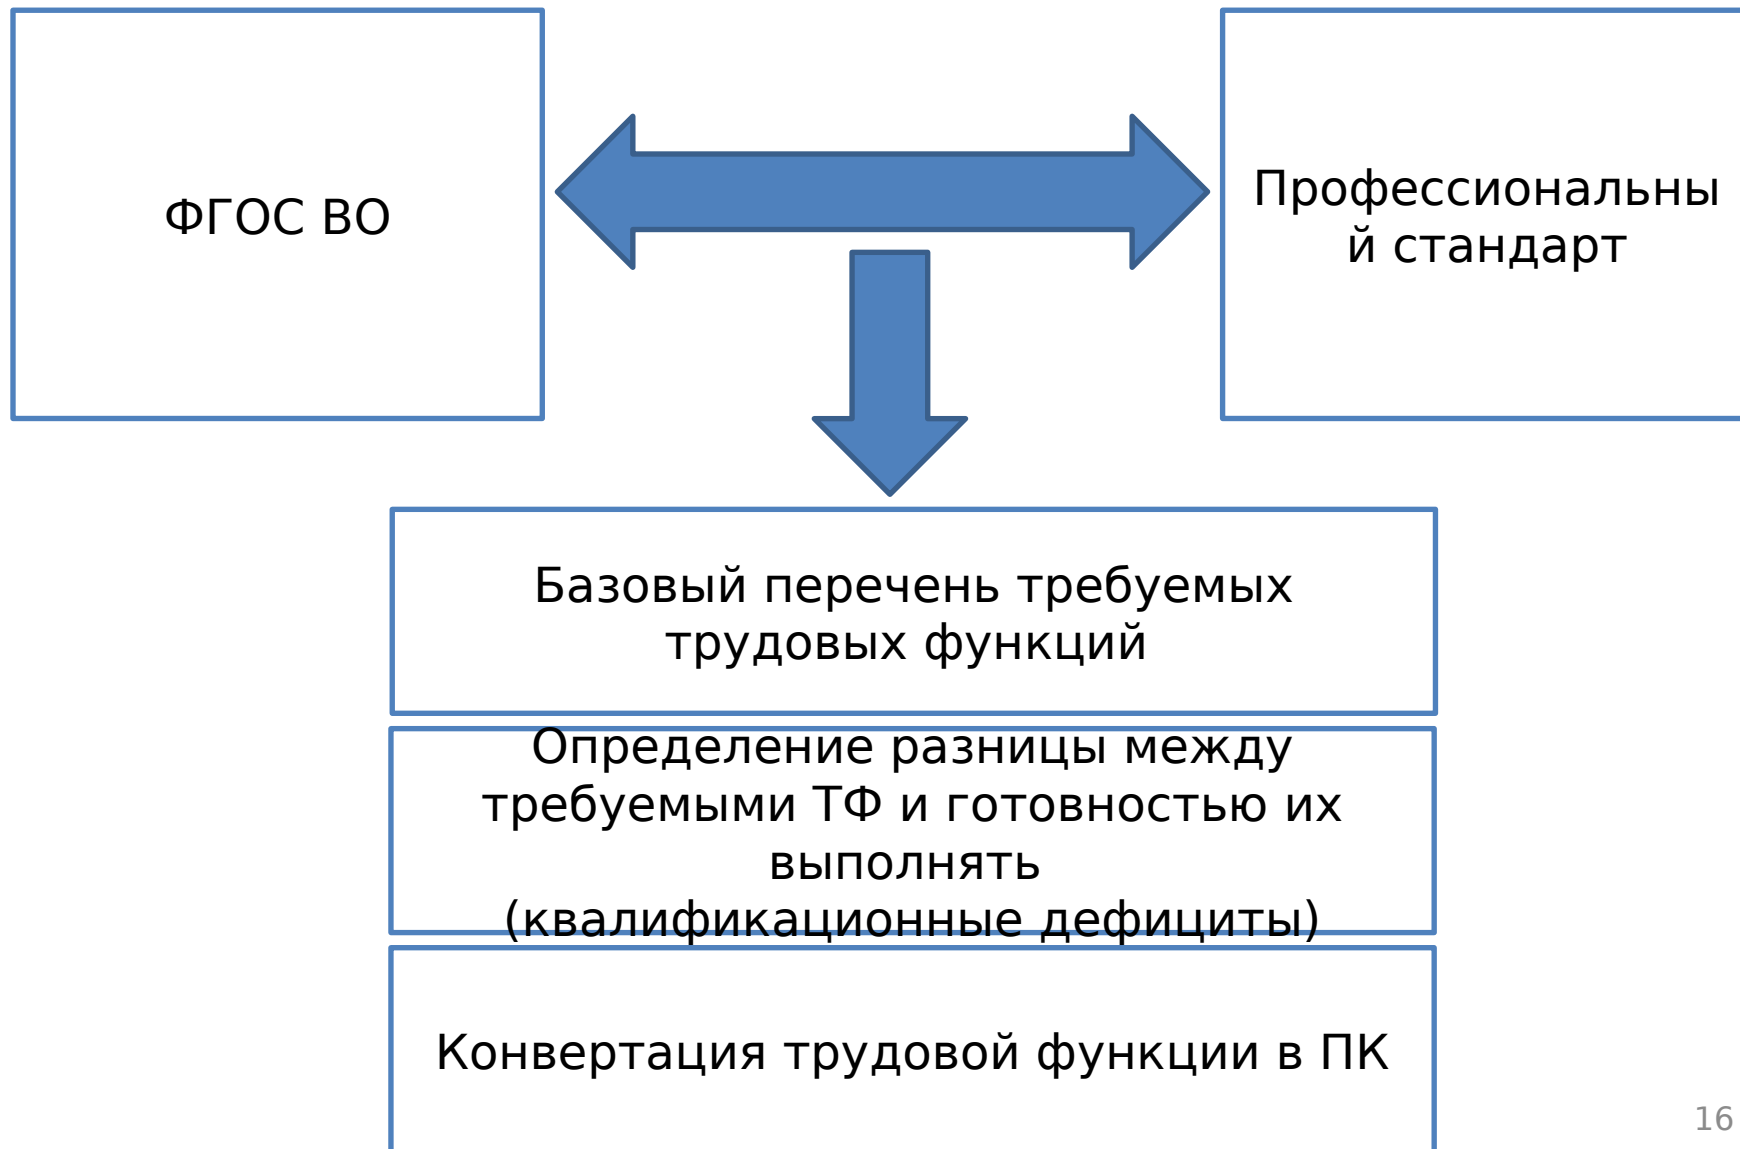 ФГОС ВО
Профессиональны
й стандарт
Базовый перечень требуемых
трудовых функций
Определение разницы между
требуемыми ТФ и готовностью их
выполнять
(квалификационные дефициты)
Конвертация трудовой функции в ПК
16